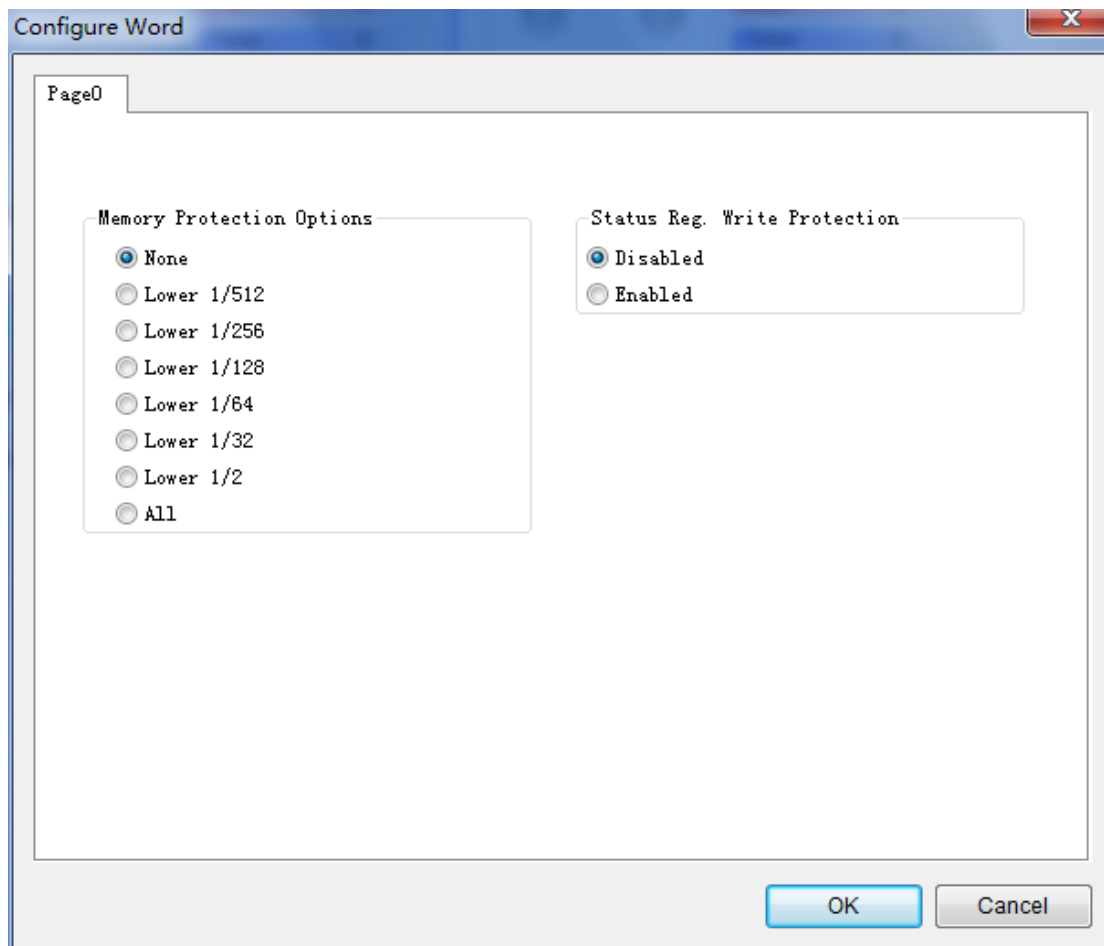 Configure Word
x
Page0
Memory Protection Options
None
Lower 1/512
Lower 1/256
Lower 1/128
Lower 1/64
Lower 1/32
Lower 1/2
All
Status Reg. Write Protection
Disabled
Enabled
OK
Cancel